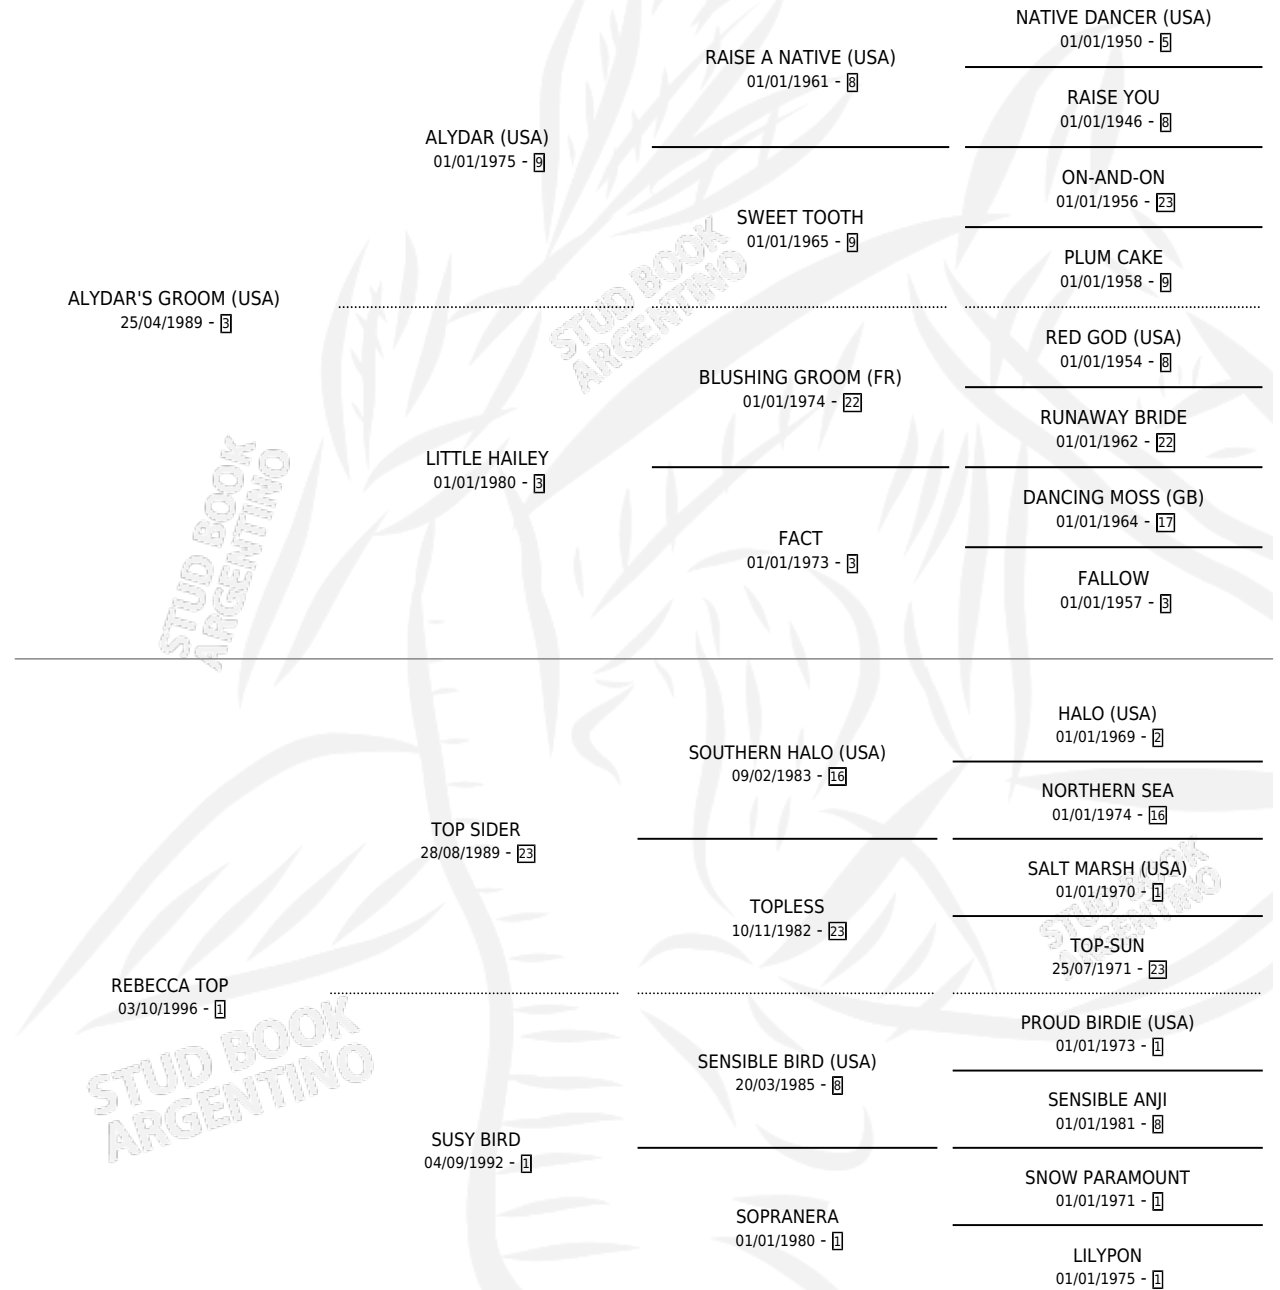 NATIVE DANCER (USA)
01/01/1950 - 5
RAISE A NATIVE (USA)
01/01/1961 - 8
RAISE YOU
01/01/1946 - 8
ALYDAR (USA)
01/01/1975 - 9
ON-AND-ON
01/01/1956 - 23
SWEET TOOTH
01/01/1965 - 9
PLUM CAKE
01/01/1958 - 9
ALYDAR'S GROOM (USA)
25/04/1989 - 3
RED GOD (USA)
01/01/1954 - 8
BLUSHING GROOM (FR)
01/01/1974 - 22
RUNAWAY BRIDE
01/01/1962 - 22
LITTLE HAILEY
01/01/1980 - 3
DANCING MOSS (GB)
01/01/1964 - 17
FACT
01/01/1973 - 3
FALLOW
01/01/1957 - 3
HALO (USA)
01/01/1969 - 2
SOUTHERN HALO (USA)
09/02/1983 - 16
NORTHERN SEA
01/01/1974 - 16
TOP SIDER
28/08/1989 - 23
SALT MARSH (USA)
01/01/1970 - 1
TOPLESS
10/11/1982 - 23
TOP-SUN
25/07/1971 - 23
REBECCA TOP
03/10/1996 - 1
PROUD BIRDIE (USA)
01/01/1973 - 1
SENSIBLE BIRD (USA)
20/03/1985 - 8
SENSIBLE ANJI
01/01/1981 - 8
SUSY BIRD
04/09/1992 - 1
SNOW PARAMOUNT
01/01/1971 - 1
SOPRANERA
01/01/1980 - 1
LILYPON
01/01/1975 - 1
STUD BOOK
ARGENTINO
STUD BOOK
ARGENTINO
STUD BOOK
ARGENTINO
STUD BOOK
ARGENTINO